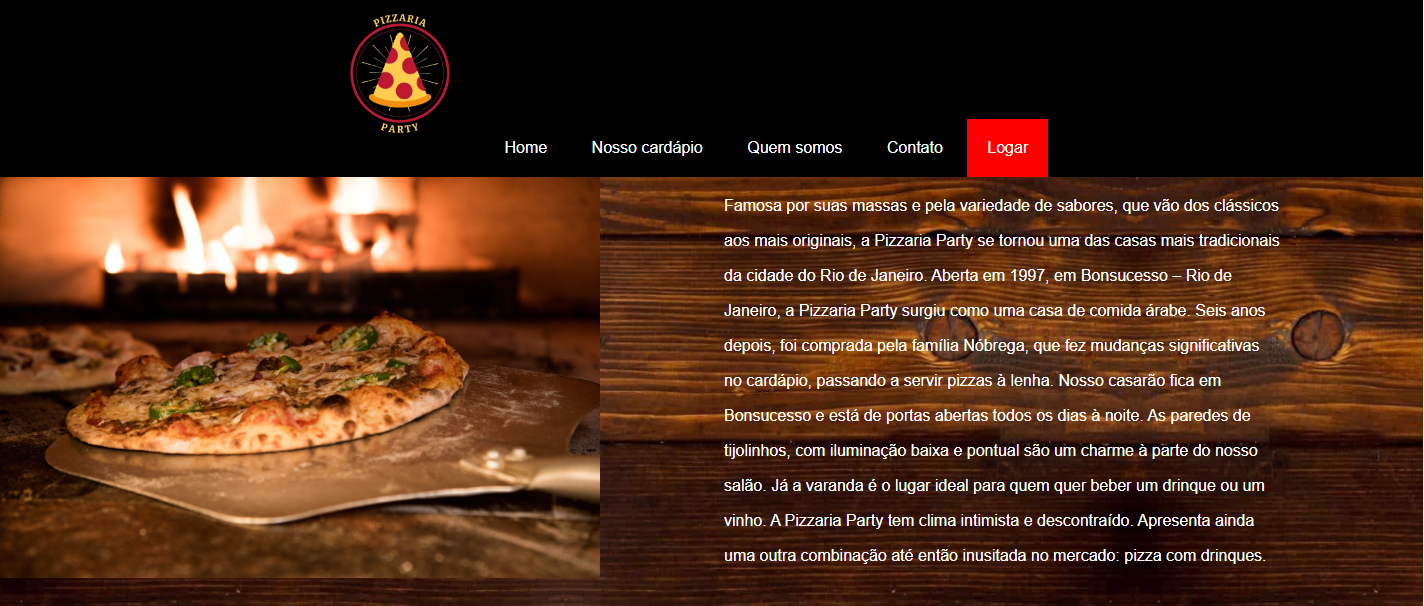 PIZZARIA
PARTY
Home Nosso cardápio Quem somos Contato Logar
Famosa por suas massas e pela variedade de sabores, que vão dos clássicos
aos mais originais, a Pizzaria Party se tornou uma das casas mais tradicionais
da cidade do Rio de Janeiro. Aberta em 1997, em Bonsucesso – Rio de
Janeiro, a Pizzaria Party surgiu como uma casa de comida árabe. Seis anos
depois, foi comprada pela família Nóbrega, que fez mudanças significativas
no cardápio, passando a servir pizzas à lenha. Nosso casarão fica em
Bonsucesso e está de portas abertas todos os dias à noite. As paredes de
tijolinhos, com iluminação baixa e pontual são um charme à parte do nosso
salão. Já a varanda é o lugar ideal para quem quer beber um drinque ou um
vinho. A Pizzaria Party tem clima intimista e descontraído. Apresenta ainda
uma outra combinação até então inusitada no mercado: pizza com drinques.